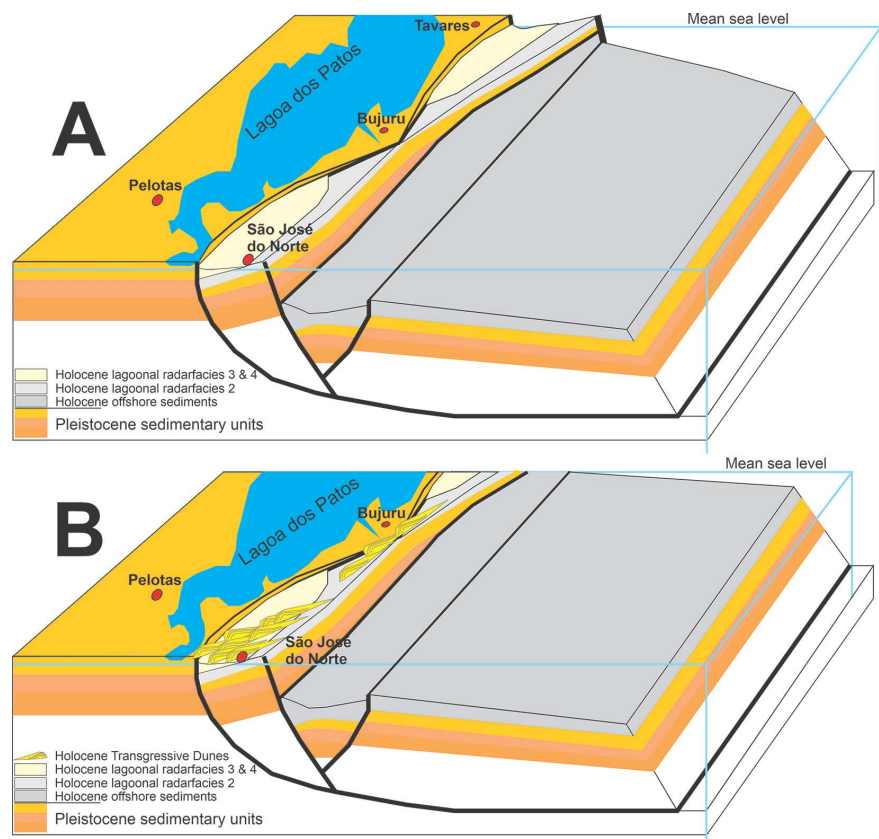 Mean sea level
Tavares
Lagoa dos Patos
Bujuru
A
Pelotas
São José
do Norte
Holocene lagoonal radarfacies 3 & 4
Holocene lagoonal radarfacies 2
Holocene offshore sediments
Pleistocene sedimentary units
Mean sea level
Lagoa dos Patos
Bujuru
B
Pelotas
São José
do Norte
Holocene Transgressive Dunes
Holocene lagoonal radarfacies 3 & 4
Holocene lagoonal radarfacies 2
Holocene offshore sediments
Pleistocene sedimentary units